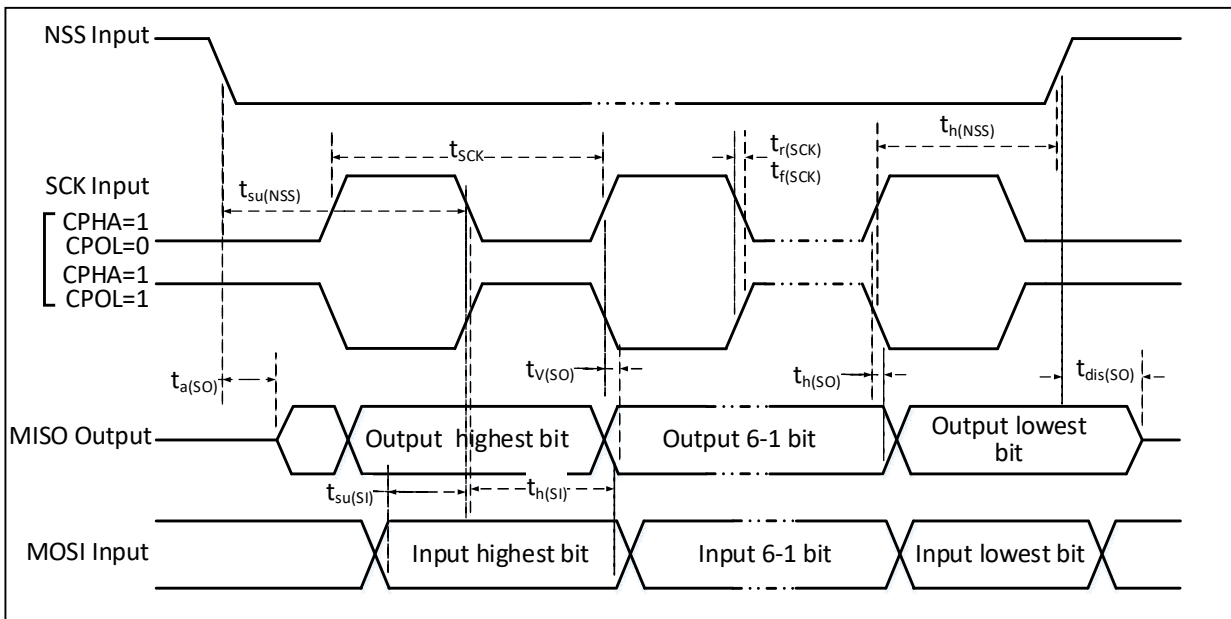 NSS Input
t_SCK
t_r(SCK)
t_f(SCK)
t_h(NSS)
SCK Input
t_su(NSS)
CPHA=1
CPOL=0
CPHA=1
CPOL=1
t_a(SO)
t_V(SO)
t_h(SO)
t_dis(SO)
MISO Output
Output highest bit
Output 6-1 bit
Output lowest
bit
t_su(SI)
t_h(SI)
MOSI Input
Input highest bit
Input 6-1 bit
Input lowest bit